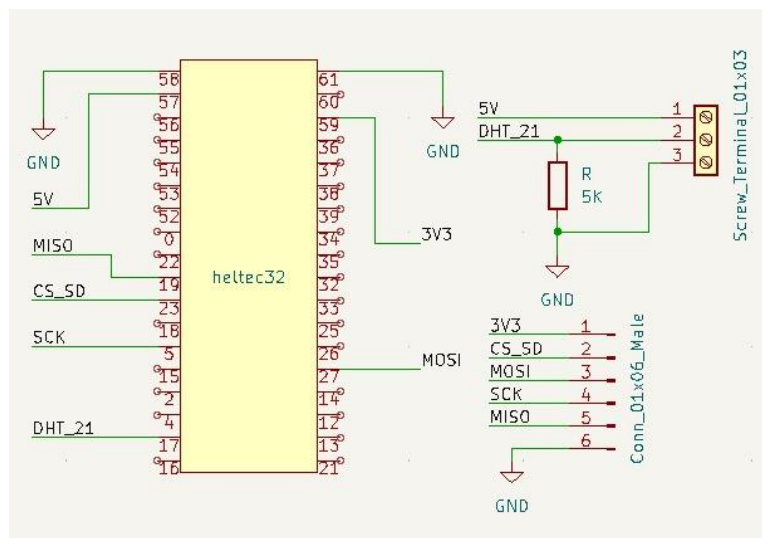 58
57
56
55
54
53
52
0
22
19
23
18
5
15
2
4
17
16
61
60
59
36
37
38
39
34
35
32
33
25
26
27
14
12
13
21
heltec32
GND
5V
MISO
CS_SD
SCK
DHT_21
GND
3V3
MOSI
5V
DHT_21
1
2
3
R
5K
GND
Screw_Terminal_01x03
3V3
CS_SD
MOSI
SCK
MISO
1
2
3
4
5
6
GND
Conn_01x06_Male